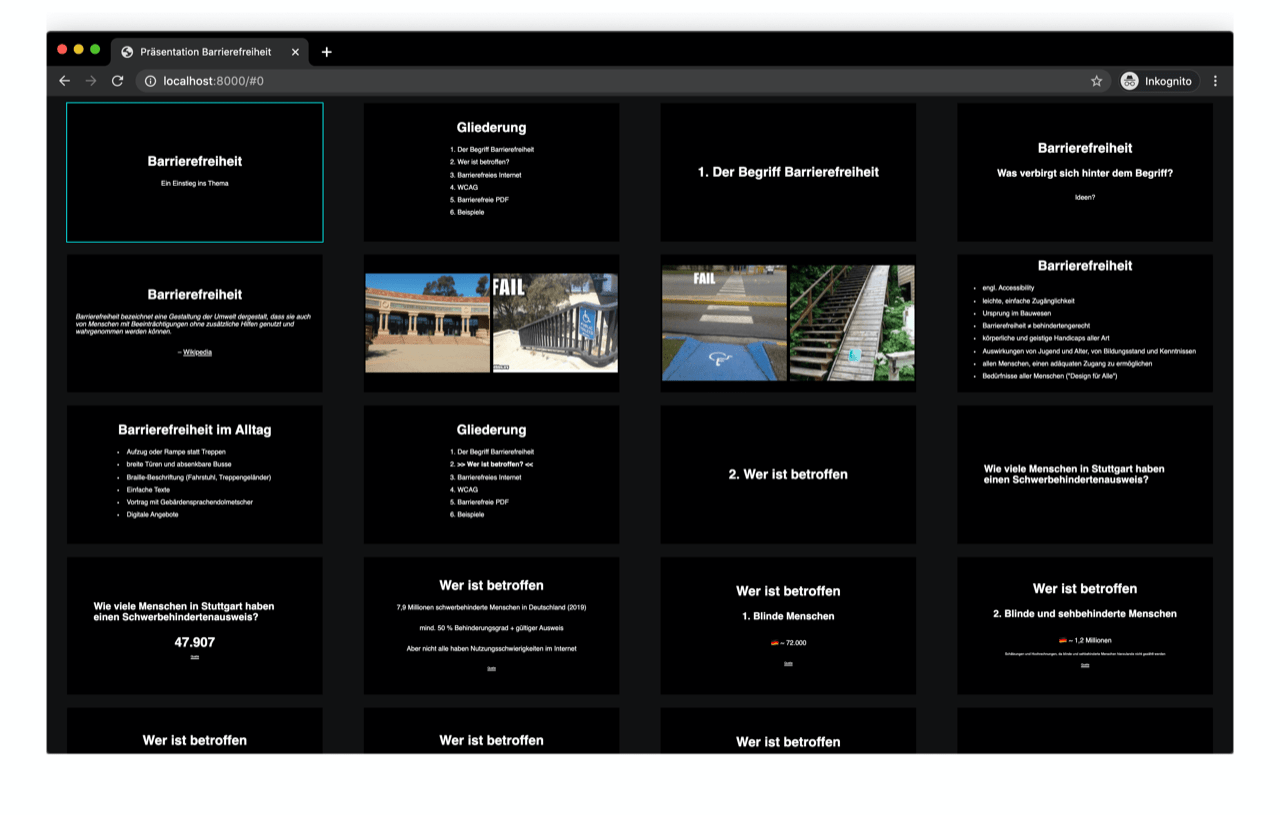 Präsentation Barrierefreiheit
localhost:8000/#0
Inkognito
Barrierefreiheit
Ein Einstieg ins Thema
Gliederung
1. Der Begriff Barrierefreiheit
2. Wer ist betroffen?
3. Barrierefreies Internet
4. WCAG
5. Barrierefreie PDF
6. Beispiele
1. Der Begriff Barrierefreiheit
Barrierefreiheit
Was verbirgt sich hinter dem Begriff?
Ideen?
Barrierefreiheit
Barrierefreiheit bezeichnet eine Gestaltung der Umwelt dergestalt, dass sie auch
von Menschen mit Beeinträchtigungen ohne zusätzliche Hilfen genutzt und
wahrgenommen werden können.
– Wikipedia
FAIL
FAIL
Barrierefreiheit
• engl. Accessibility
• leichte, einfache Zugänglichkeit
• Ursprung im Bauwesen
• Barrierefreiheit ≠ behindertengerecht
• körperliche und geistige Handicaps aller Art
• Auswirkungen von Jugend und Alter, von Bildungsstand und Kenntnissen
• allen Menschen, einen adäquaten Zugang zu ermöglichen
• Bedürfnisse aller Menschen ("Design für Alle")
Barrierefreiheit im Alltag
• Aufzug oder Rampe statt Treppen
• breite Türen und absenkbare Busse
• Braille-Beschriftung (Fahrstuhl, Treppengeländer)
• Einfache Texte
• Vortrag mit Gebärdensprachendolmetscher
• Digitale Angebote
Gliederung
1. Der Begriff Barrierefreiheit
2. >> Wer ist betroffen? <<
3. Barrierefreies Internet
4. WCAG
5. Barrierefreie PDF
6. Beispiele
2. Wer ist betroffen
Wie viele Menschen in Stuttgart haben
einen Schwerbehindertenausweis?
Wie viele Menschen in Stuttgart haben
einen Schwerbehindertenausweis?
47.907
Wer ist betroffen
7,9 Millionen schwerbehinderte Menschen in Deutschland (2019)
mind. 50 % Behinderungsgrad + gültiger Ausweis
Aber nicht alle haben Nutzungsschwierigkeiten im Internet
Wer ist betroffen
1. Blinde Menschen
~ 72.000
Wer ist betroffen
2. Blinde und sehbehinderte Menschen
~ 1,2 Millionen
Wer ist betroffen
Wer ist betroffen
Wer ist betroffen